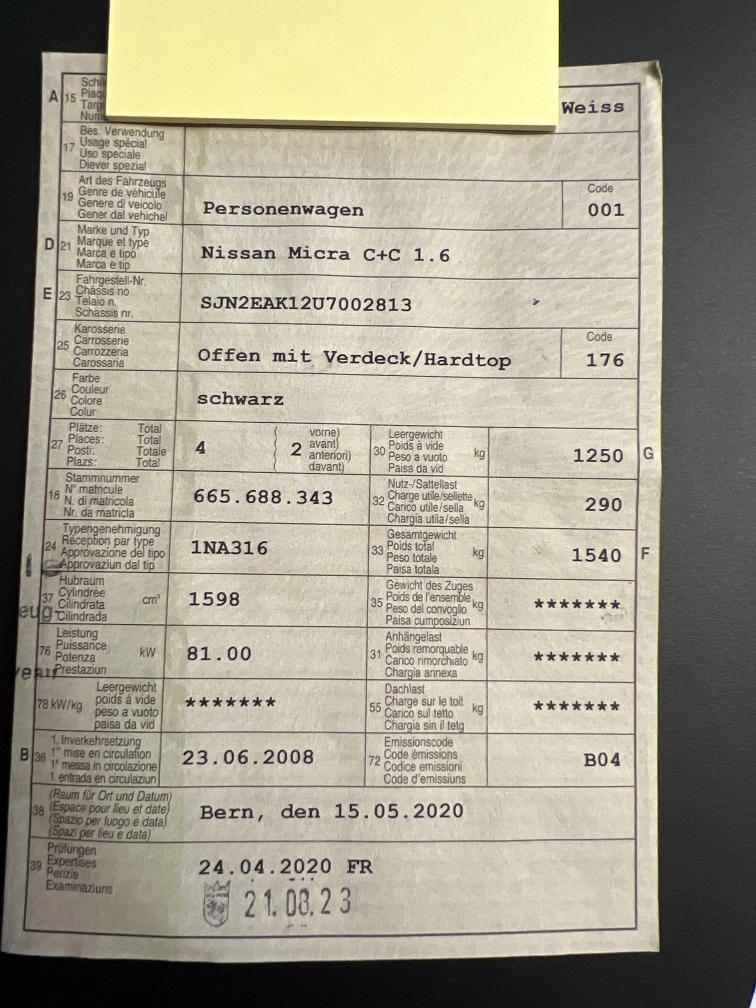 A 15 Weiss
17 Bes. Verwendung
Usage spécial
Uso speciale
Diever spezial
19 Art des Fahrzeugs
Genre de véhicule
Genere di veicolo
Gener dal vehichel
Personenwagen
Code
001
D 21 Marke und Typ
Marque et type
Marca e tipo
Marca e tip
Nissan Micra C+C 1.6
E 23 Fahrgestell-Nr.
Châssis no
Telaio n.
Schassis nr.
SJN2EAK12U7002813
25 Karosserie
Carrosserie
Carrozzeria
Carossaria
Offen mit Verdeck/Hardtop
Code
176
26 Farbe
Couleur
Colore
Colur
schwarz
27 Plätze: Total
Places: Total
Posti: Totale
Plazs: Total
4
2
vorne)
avant)
anteriori)
davant)
30 Leergewicht
Poids à vide
Peso a vuoto
Paisa da vid
kg
1250 G
18 Stammnummer
N° matricule
N. di matricola
Nr. da matricla
665.688.343
32 Nutz-/Sattellast
Charge utile/sellette
Carico utile/sella
Chargia utila/sella
kg
290
24 Typengenehmigung
Réception par type
Approvazione del tipo
Approvaziun dal tip
1NA316
33 Gesamtgewicht
Poids total
Peso totale
Paisa totala
kg
1540 F
37 Hubraum
Cylindrée
Cilindrata
Cilindrada
cm³
1598
35 Gewicht des Zuges
Poids de l'ensemble
Peso del convoglio
Paisa cumposiziun
kg
*******
76 Leistung
Puissance
Potenza
Prestaziun
kW
81.00
31 Anhängelast
Poids remorquable
Carico rimorchiato
Chargia annexa
kg
*******
78 kW/kg
Leergewicht
poids à vide
peso a vuoto
paisa da vid
*******
55 Dachlast
Charge sur le toit
Carico sul tetto
Chargia sin il tetg
kg
*******
B 36 1. Inverkehrsetzung
1re mise en circulation
1a messa in circolazione
1. entrada en circulaziun
23.06.2008
72 Emissionscode
Code émissions
Codice emissioni
Code d'emissiuns
B04
38 (Raum für Ort und Datum)
(Espace pour lieu et date)
(Spazio per luogo e data)
(Spazi per lieu e data)
Bern, den 15.05.2020
39 Prüfungen
Expertises
Perizie
Examinaziuns
24.04.2020 FR
21.08.23